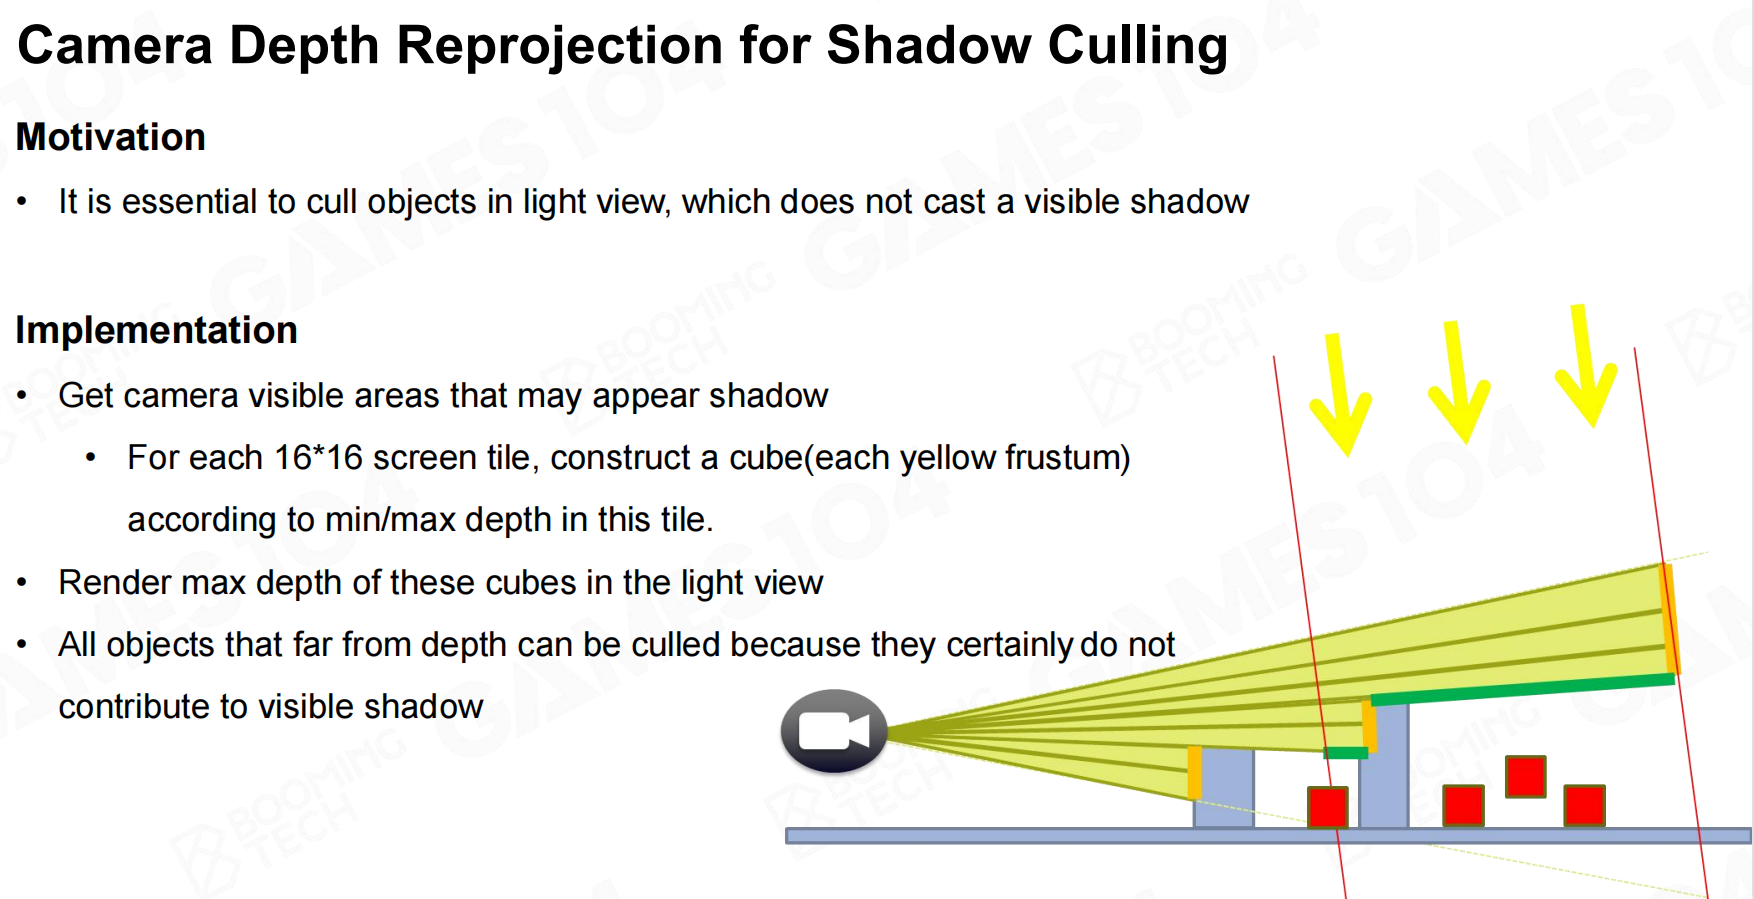 Camera Depth Reprojection for Shadow Culling
Motivation
• It is essential to cull objects in light view, which does not cast a visible shadow
Implementation
• Get camera visible areas that may appear shadow
• For each 16*16 screen tile, construct a cube(each yellow frustum)
according to min/max depth in this tile.
• Render max depth of these cubes in the light view
• All objects that far from depth can be culled because they certainly do not
contribute to visible shadow
GAMES 104
BOOMING
TECH